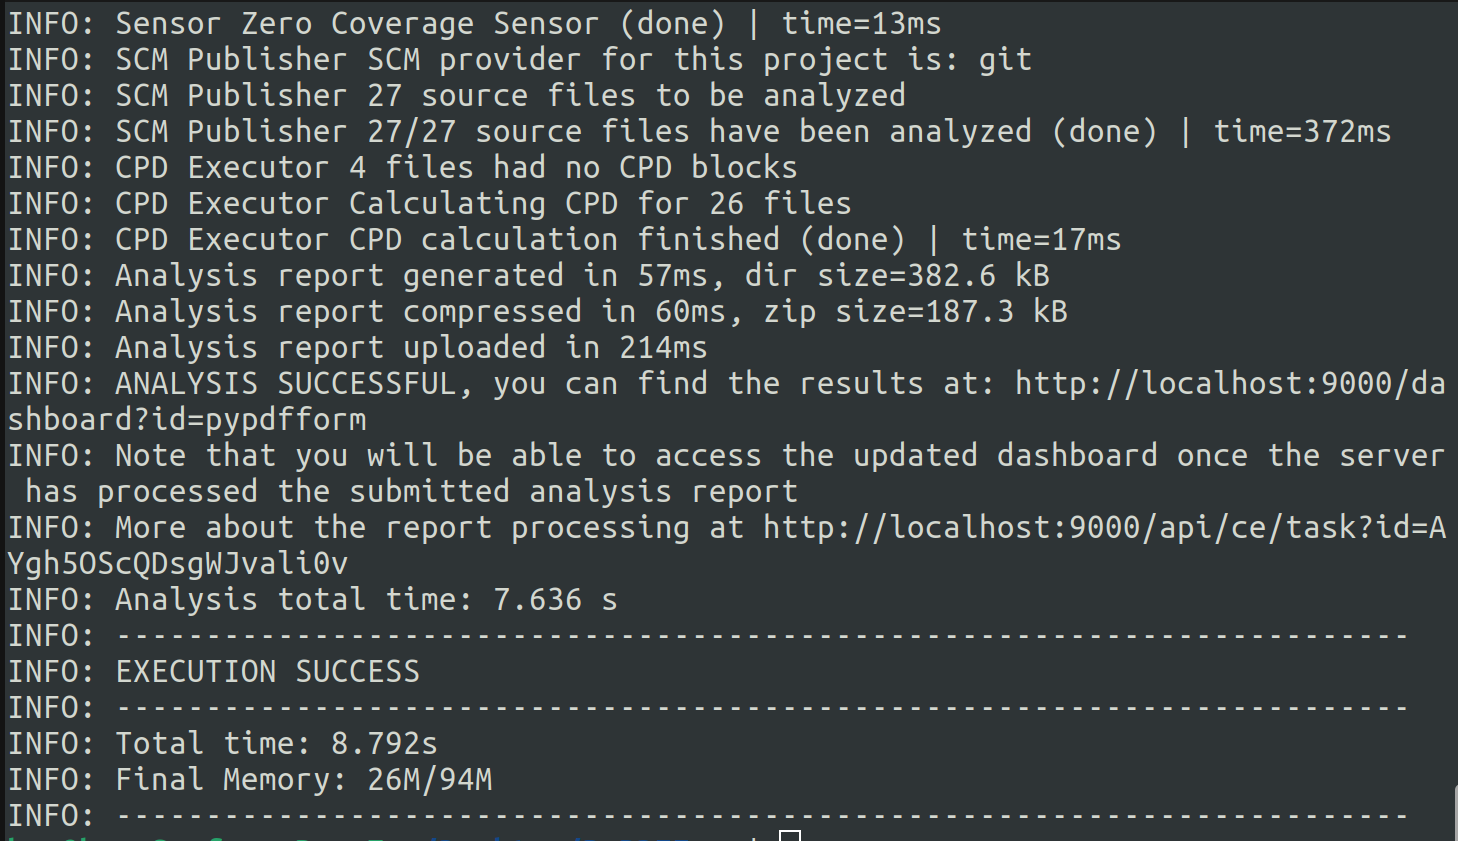 INFO: Sensor Zero Coverage Sensor (done) | time=13ms
INFO: SCM Publisher SCM provider for this project is: git
INFO: SCM Publisher 27 source files to be analyzed
INFO: SCM Publisher 27/27 source files have been analyzed (done) | time=372ms
INFO: CPD Executor 4 files had no CPD blocks
INFO: CPD Executor Calculating CPD for 26 files
INFO: CPD Executor CPD calculation finished (done) | time=17ms
INFO: Analysis report generated in 57ms, dir size=382.6 kB
INFO: Analysis report compressed in 60ms, zip size=187.3 kB
INFO: Analysis report uploaded in 214ms
INFO: ANALYSIS SUCCESSFUL, you can find the results at: http://localhost:9000/da
shboard?id=pypdfform
INFO: Note that you will be able to access the updated dashboard once the server
 has processed the submitted analysis report
INFO: More about the report processing at http://localhost:9000/api/ce/task?id=A
Ygh5OScQDsgWJvali0v
INFO: Analysis total time: 7.636 s
INFO: ------------------------------------------------------------------------
INFO: EXECUTION SUCCESS
INFO: ------------------------------------------------------------------------
INFO: Total time: 8.792s
INFO: Final Memory: 26M/94M
INFO: ------------------------------------------------------------------------